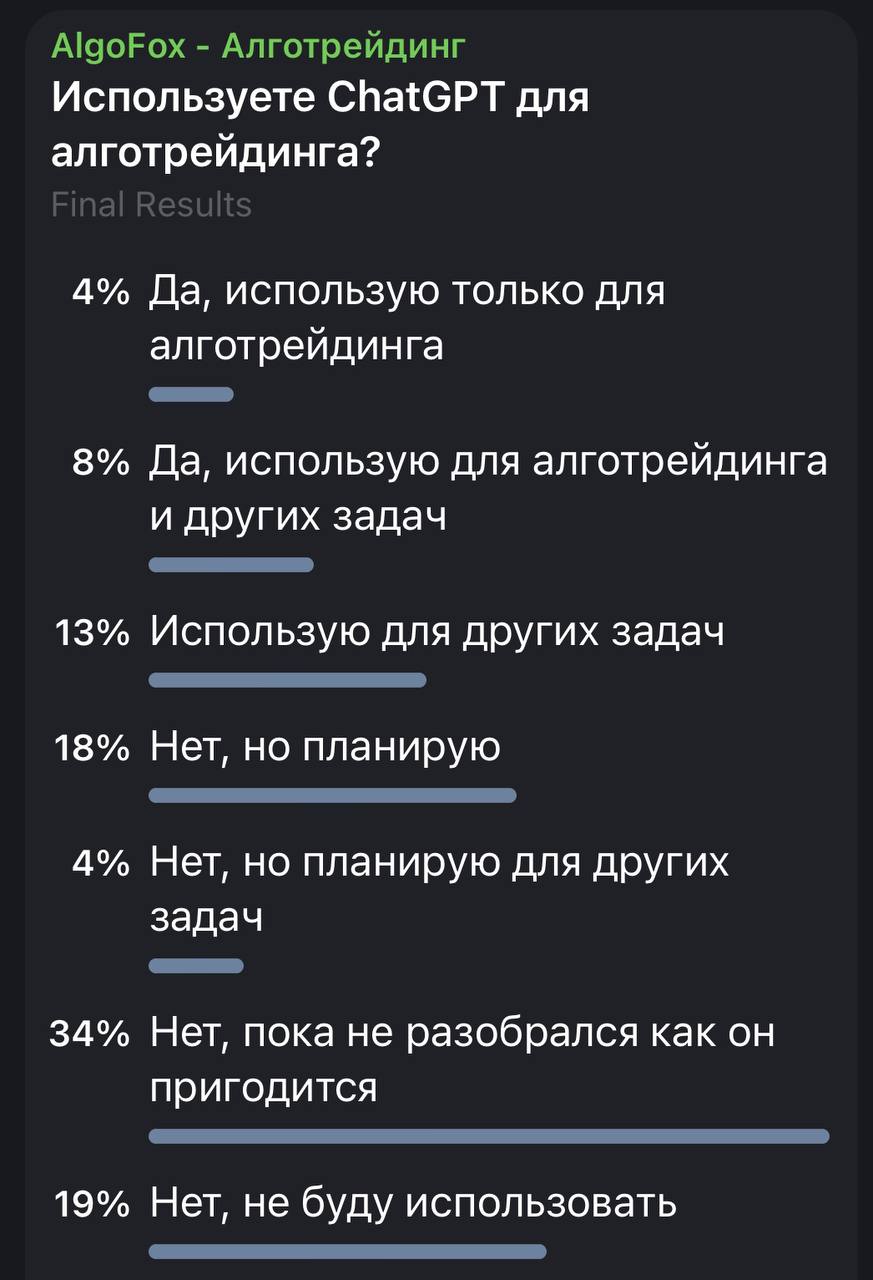 AlgoFox - Алготрейдинг
Используете ChatGPT для
алготрейдинга?
Final Results
4% Да, использую только для
алготрейдинга
8% Да, использую для алготрейдинга
и других задач
13% Использую для других задач
18% Нет, но планирую
4% Нет, но планирую для других
задач
34% Нет, пока не разобрался как он
пригодится
19% Нет, не буду использовать